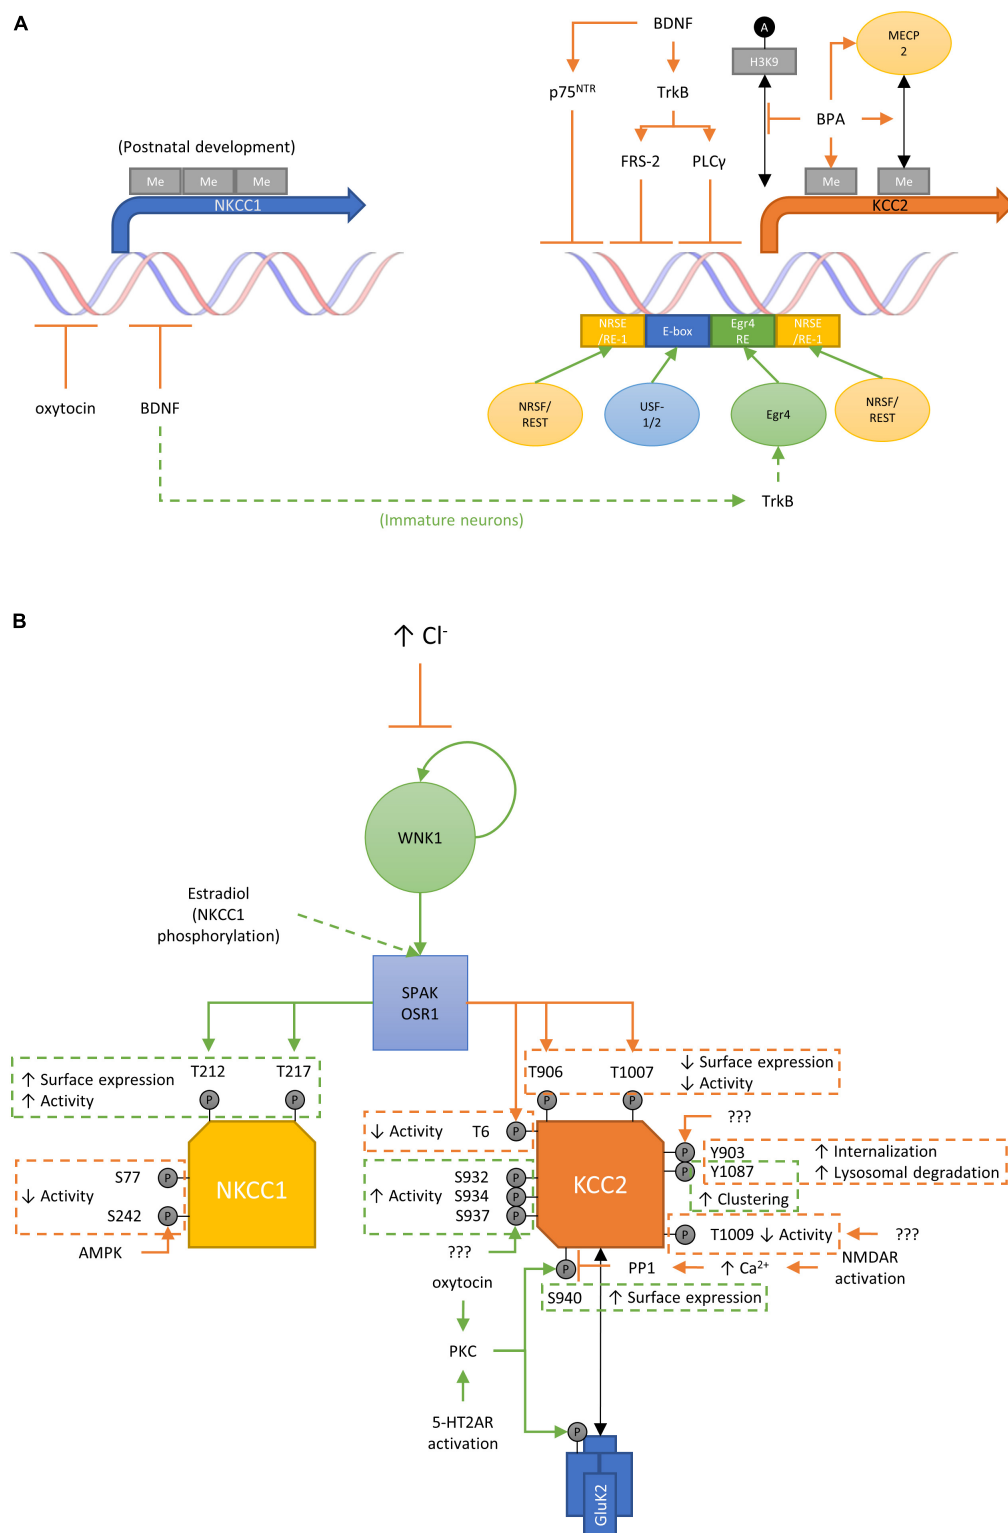 A
BDNF
A
H3K9
MECP
2
p75NTR
TrkB
BPA
(Postnatal development)
FRS-2
PLCγ
Me
Me
Me
Me
Me
NKCC1
KCC2
NRSE
/RE-1
E-box
Egr4
RE
NRSE
/RE-1
oxytocin
BDNF
NRSF/
REST
USF-
1/2
Egr4
NRSF/
REST
TrkB
(Immature neurons)
B
↑ Cl-
WNK1
Estradiol
(NKCC1
phosphorylation)
SPAK
OSR1
↑ Surface expression
↑ Activity
T212
T217
P
P
T906
T1007
↓ Surface expression
↓ Activity
P
P
↓ Activity
T6
P
???
S77
P
↓ Activity
S242
P
NKCC1
AMPK
↑ Activity
S932
S934
S937
P
P
P
KCC2
P
P
Y903
Y1087
↑ Internalization
↑ Lysosomal degradation
↑ Clustering
P
T1009 ↓ Activity
???
???
P
PP1
↑ Ca2+
NMDAR
activation
oxytocin
S940
↑ Surface expression
PKC
5-HT2AR
activation
P
GluK2